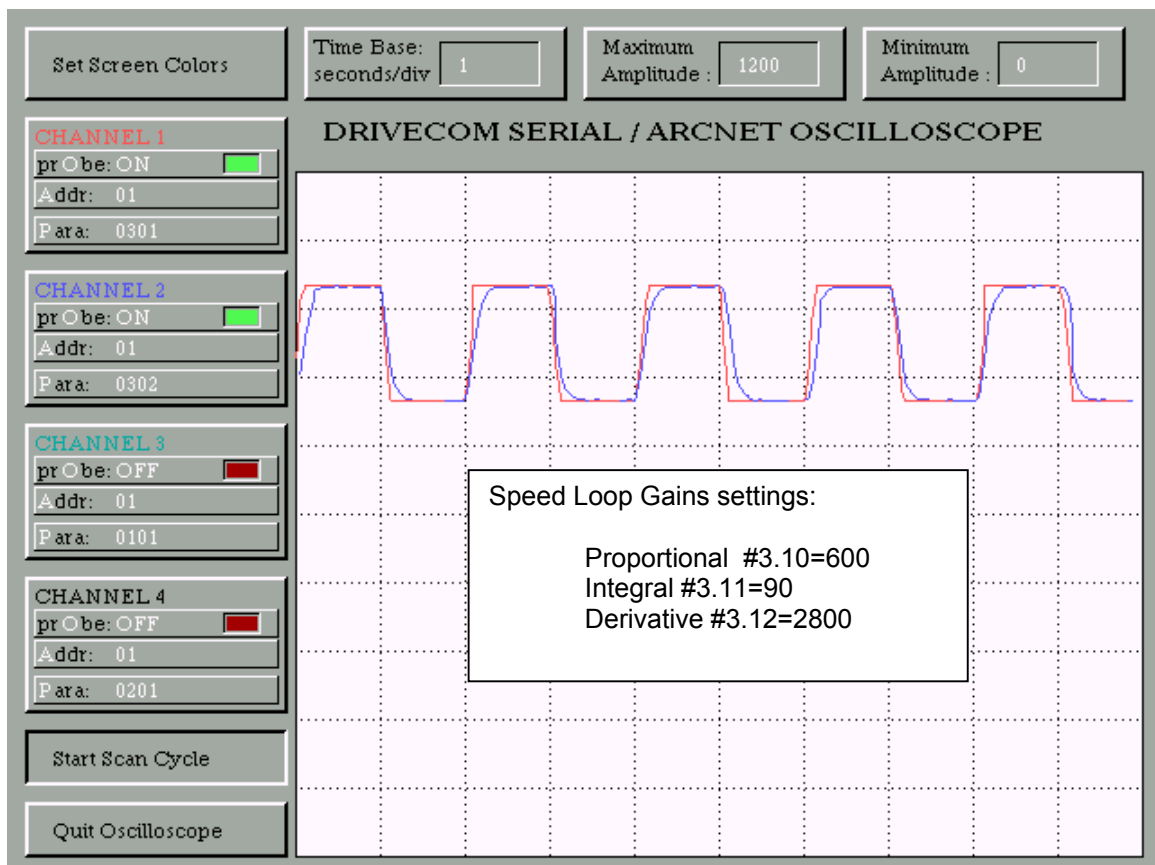 Set Screen Colors
Time Base:
seconds/div 1
Maximum
Amplitude : 1200
Minimum
Amplitude : 0
DRIVECOM SERIAL / ARCNET OSCILLOSCOPE
CHANNEL 1
prObe: ON
Addr: 01
Para: 0301
CHANNEL 2
prObe: ON
Addr: 01
Para: 0302
CHANNEL 3
prObe: OFF
Addr: 01
Para: 0101
CHANNEL 4
prObe: OFF
Addr: 01
Para: 0201
Start Scan Cycle
Quit Oscilloscope
Speed Loop Gains settings:
Proportional #3.10=600
Integral #3.11=90
Derivative #3.12=2800